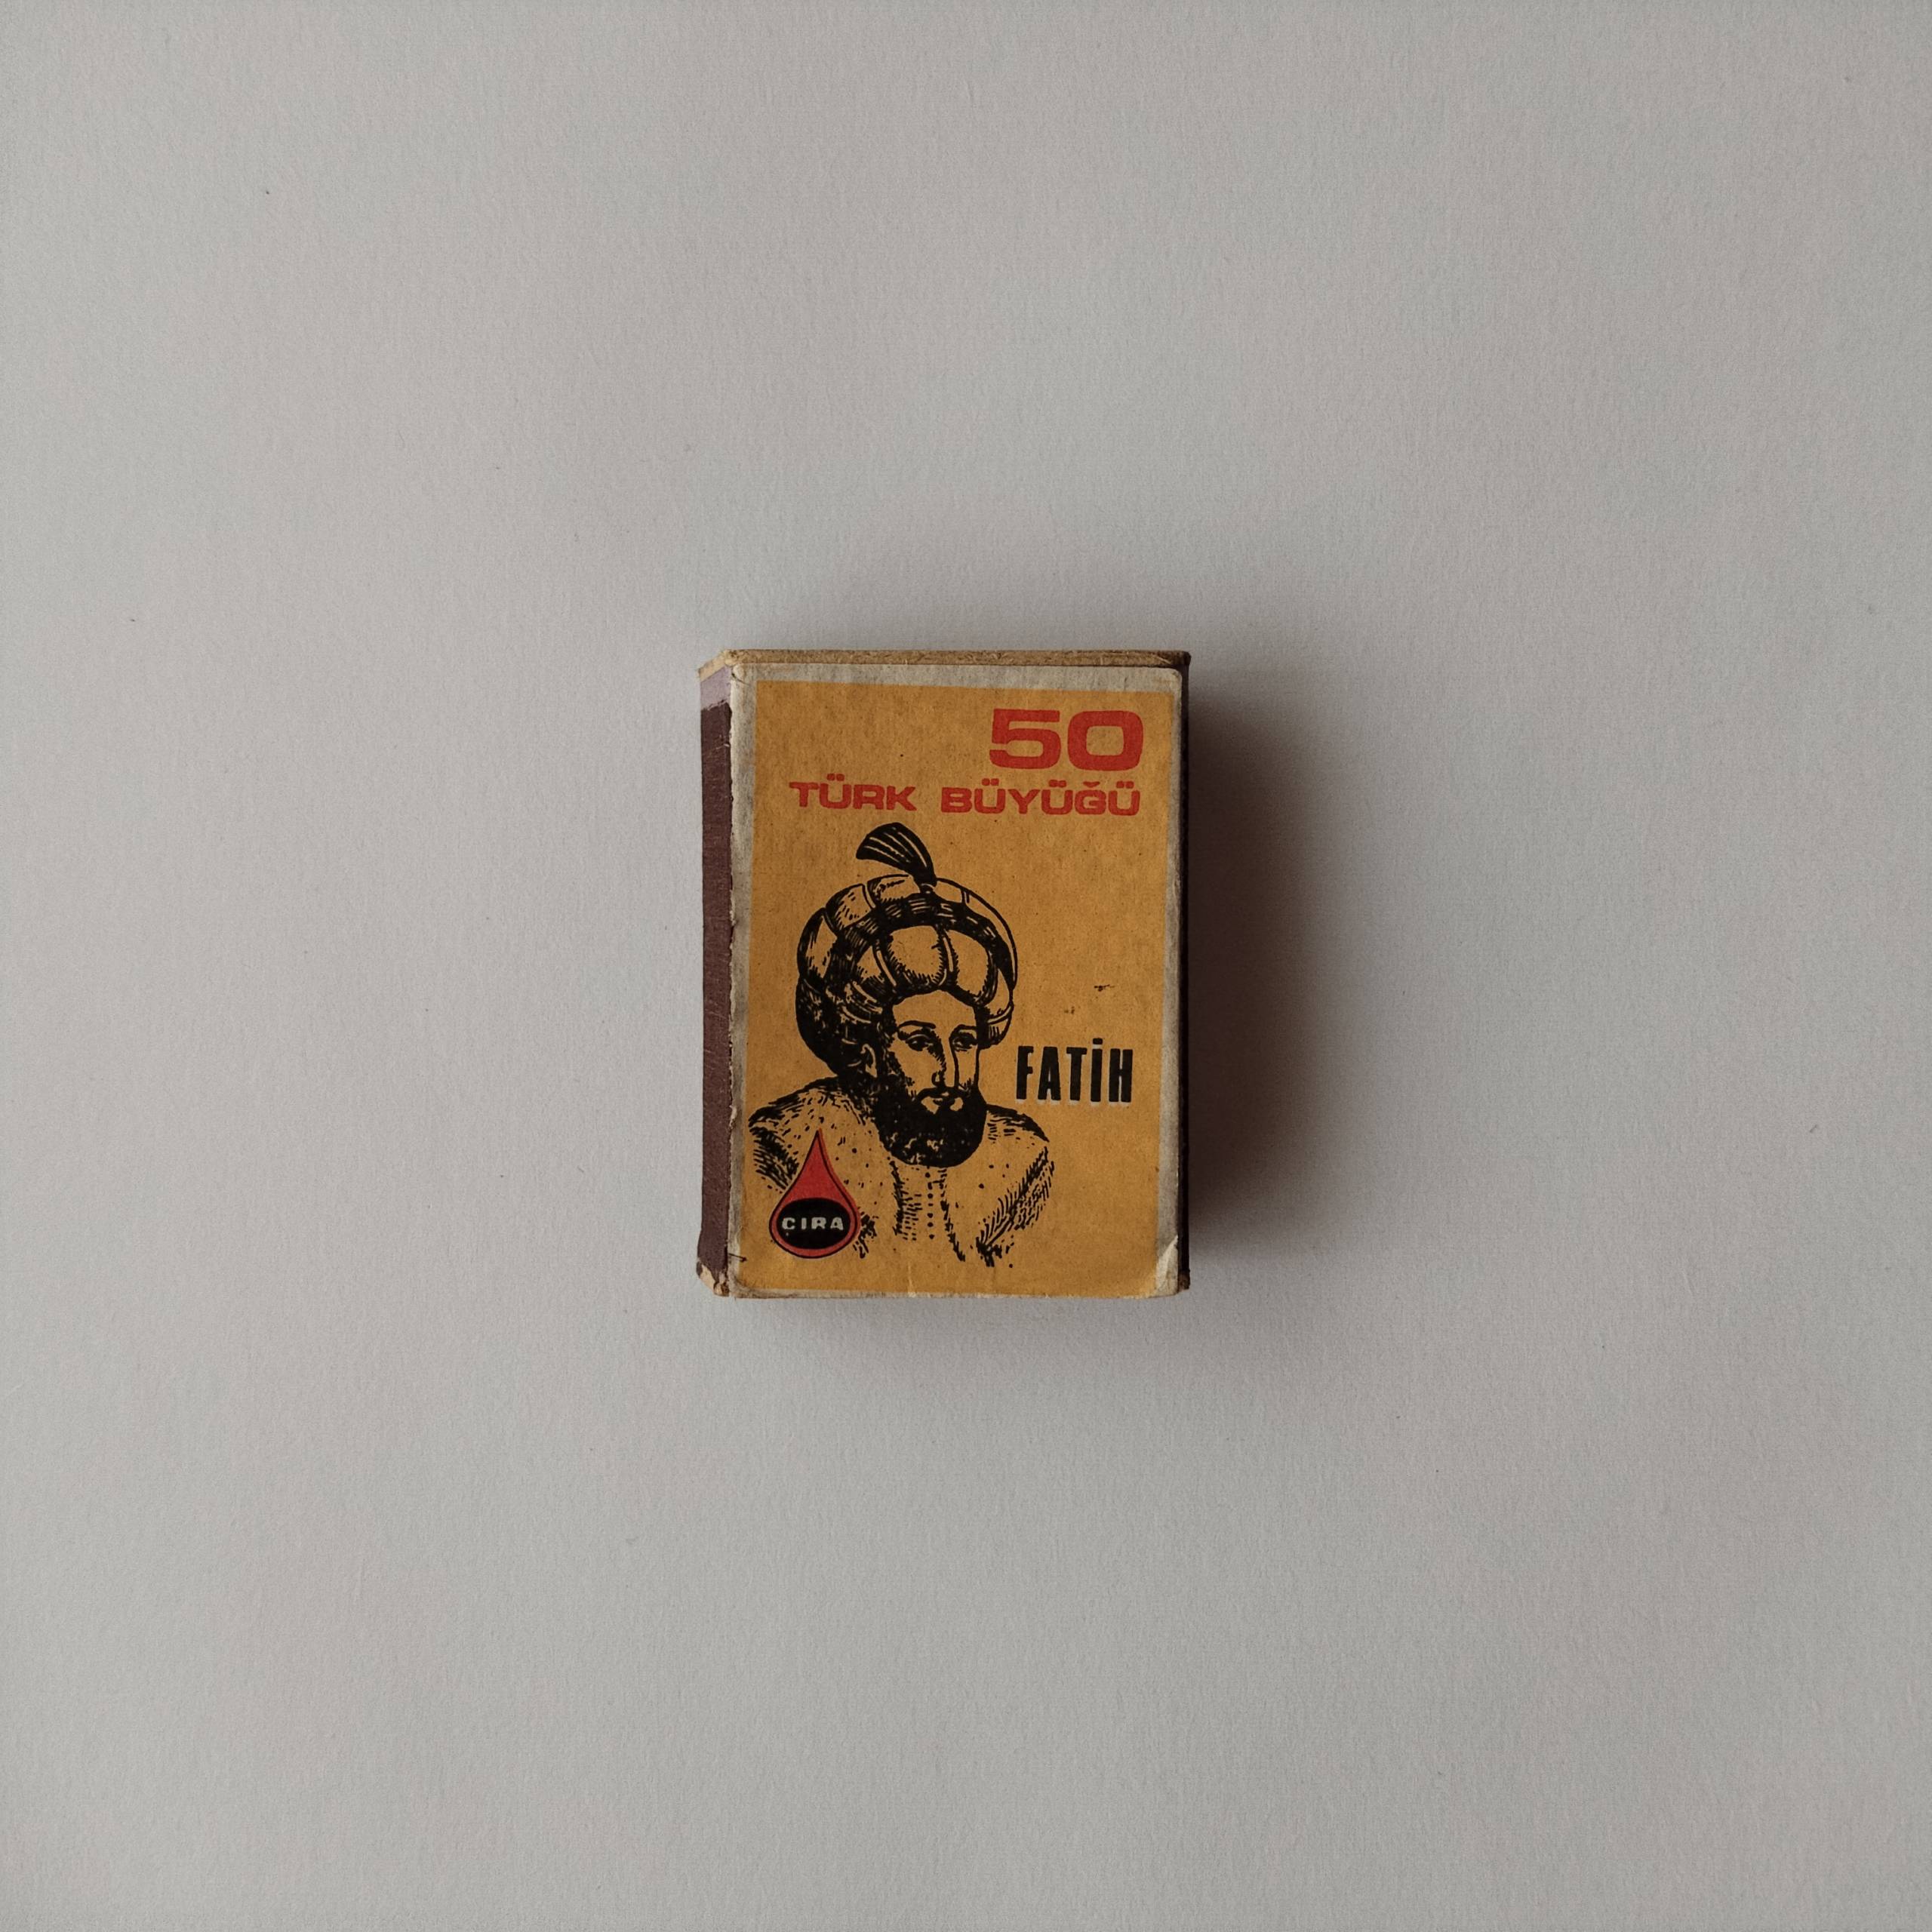 50
TÜRK BÜYÜĞÜ
FATİH
ÇIRA